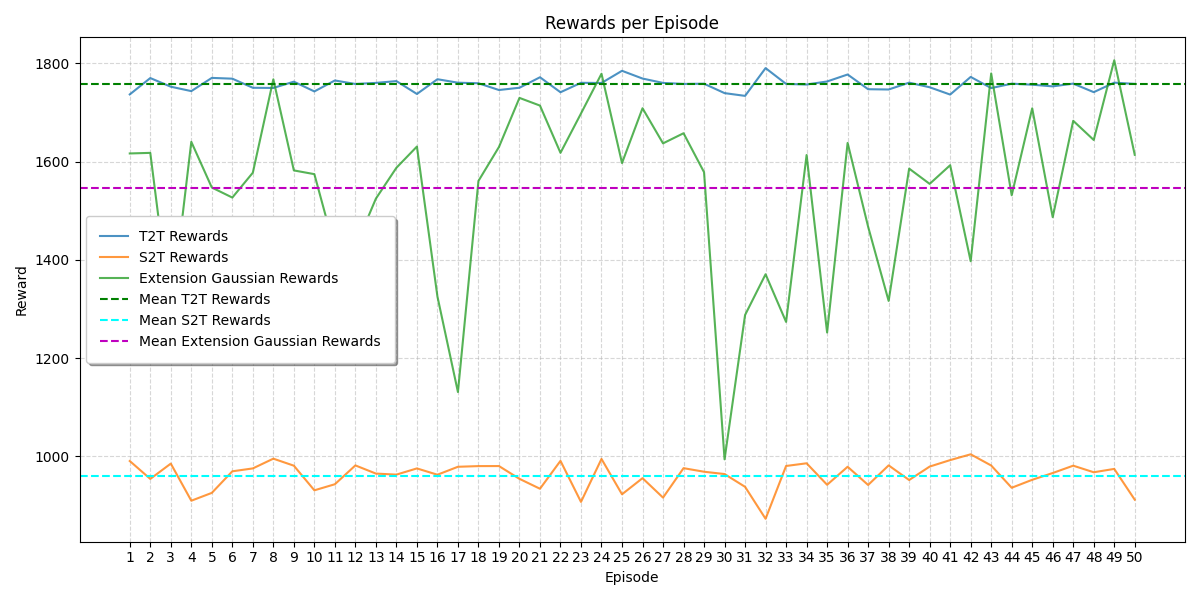 Rewards per Episode
1800
1600
1400
1200
1000
Reward
T2T Rewards
S2T Rewards
Extension Gaussian Rewards
Mean T2T Rewards
Mean S2T Rewards
Mean Extension Gaussian Rewards
1 2 3 4 5 6 7 8 9 10 11 12 13 14 15 16 17 18 19 20 21 22 23 24 25 26 27 28 29 30 31 32 33 34 35 36 37 38 39 40 41 42 43 44 45 46 47 48 49 50
Episode